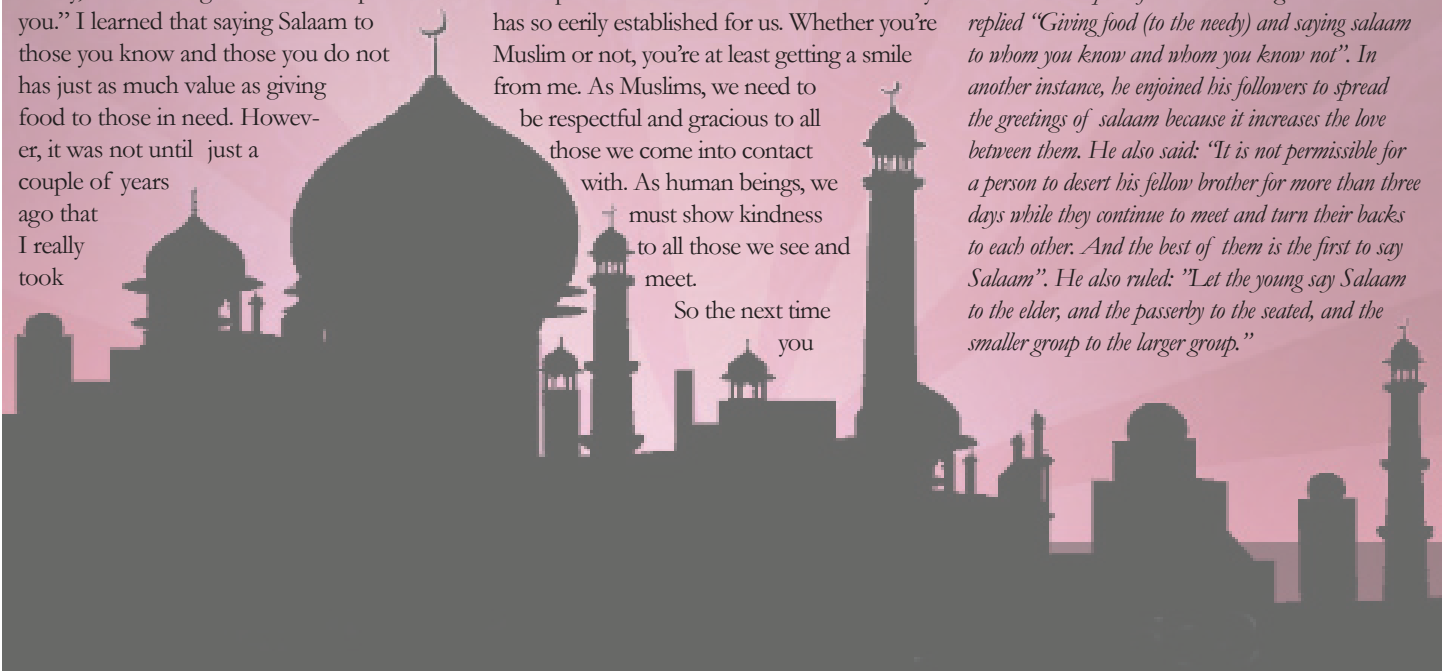 you.” I learned that saying Salaam to
those you know and those you do not
has just as much value as giving
food to those in need. Howev-
er, it was not until just a
couple of years
ago that
I really
took
has so eerily established for us. Whether you’re
Muslim or not, you’re at least getting a smile
from me. As Muslims, we need to
be respectful and gracious to all
those we come into contact
with. As human beings, we
must show kindness
to all those we see and
meet.
So the next time
you
replied “Giving food (to the needy) and saying salaam
to whom you know and whom you know not”. In
another instance, he enjoined his followers to spread
the greetings of salaam because it increases the love
between them. He also said: “It is not permissible for
a person to desert his fellow brother for more than three
days while they continue to meet and turn their backs
to each other. And the best of them is the first to say
Salaam”. He also ruled: ”Let the young say Salaam
to the elder, and the passerby to the seated, and the
smaller group to the larger group.”